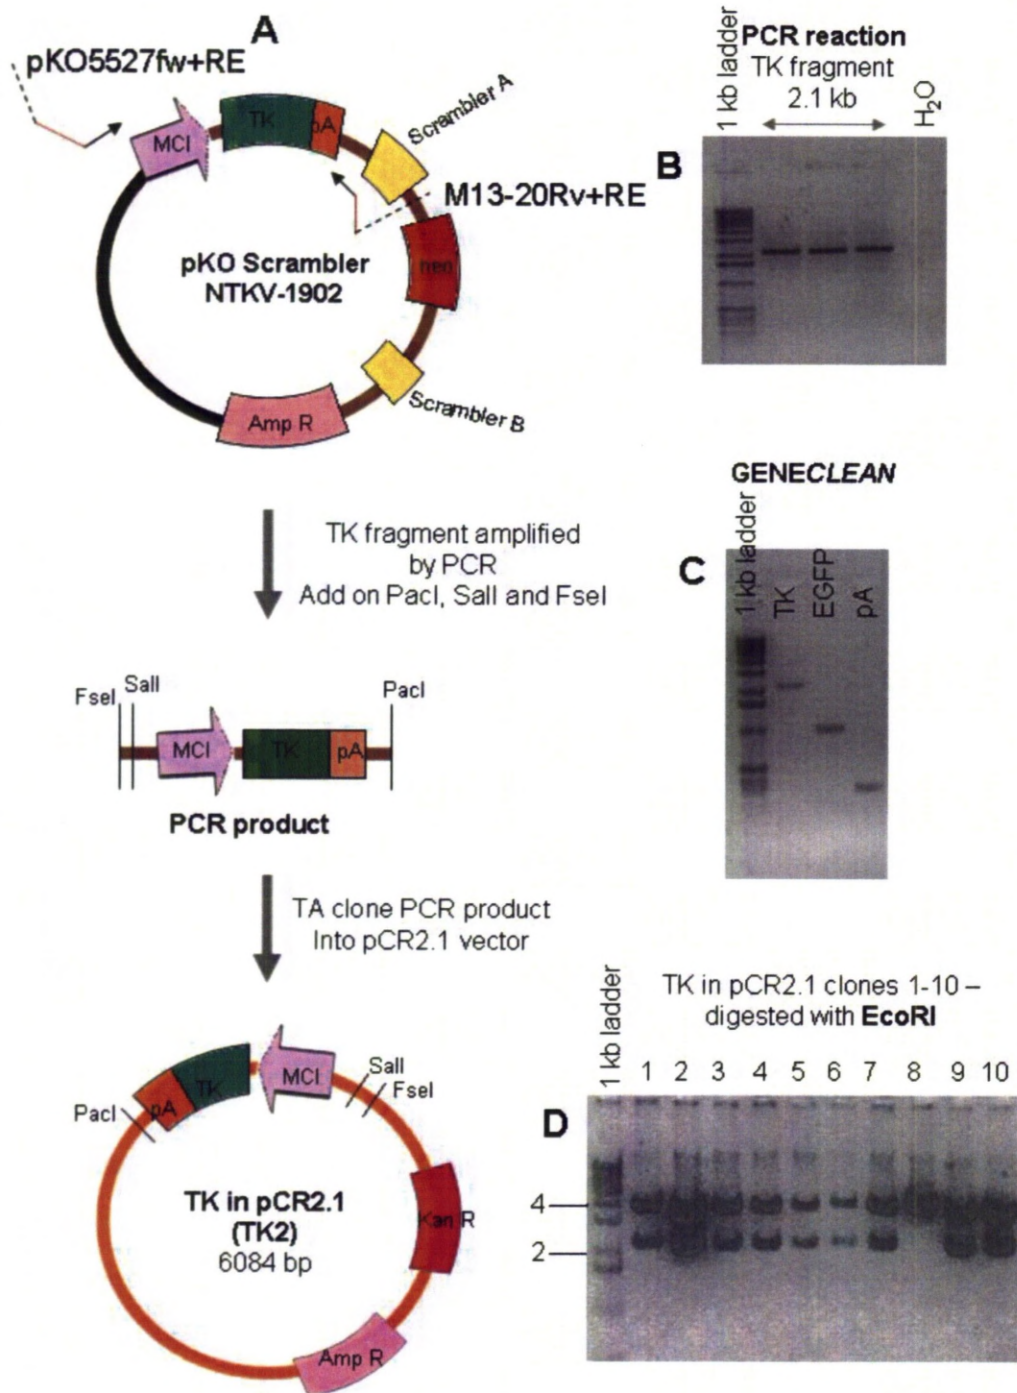 A
pKO5527fw+RE
MCI
TK
pA
Scrambler A
M13-20Rv+RE
neo
pKO Scrambler
NTKV-1902
Scrambler B
Amp R
TK fragment amplified
by PCR
Add on PacI, SalI and FseI
FseI
SalI
PacI
MCI
TK
pA
PCR product
TA clone PCR product
Into pCR2.1 vector
PacI
pA
TK
MCI
SalI
FseI
Kan R
TK in pCR2.1
(TK2)
6084 bp
Amp R
B
1 kb ladder
PCR reaction
TK fragment
2.1 kb
H2O
GENECLEAN
C
1 kb ladder
TK
EGFP
pA
1 kb ladder
TK in pCR2.1 clones 1-10 –
digested with EcoRI
1 2 3 4 5 6 7 8 9 10
D
4
2